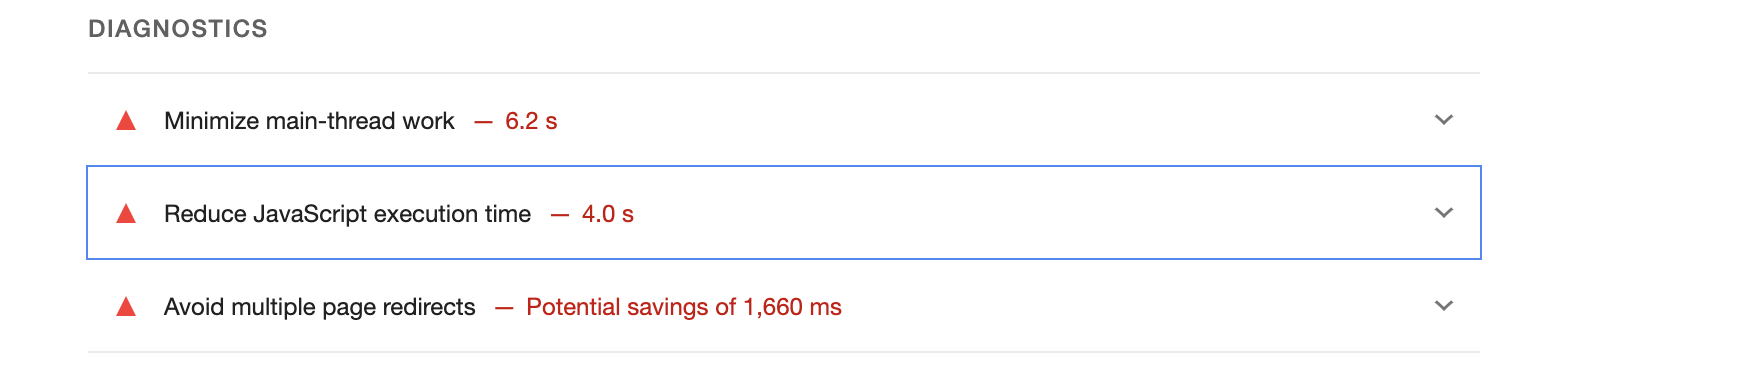 DIAGNOSTICS
Minimize main-thread work — 6.2 s
Reduce JavaScript execution time — 4.0 s
Avoid multiple page redirects — Potential savings of 1,660 ms